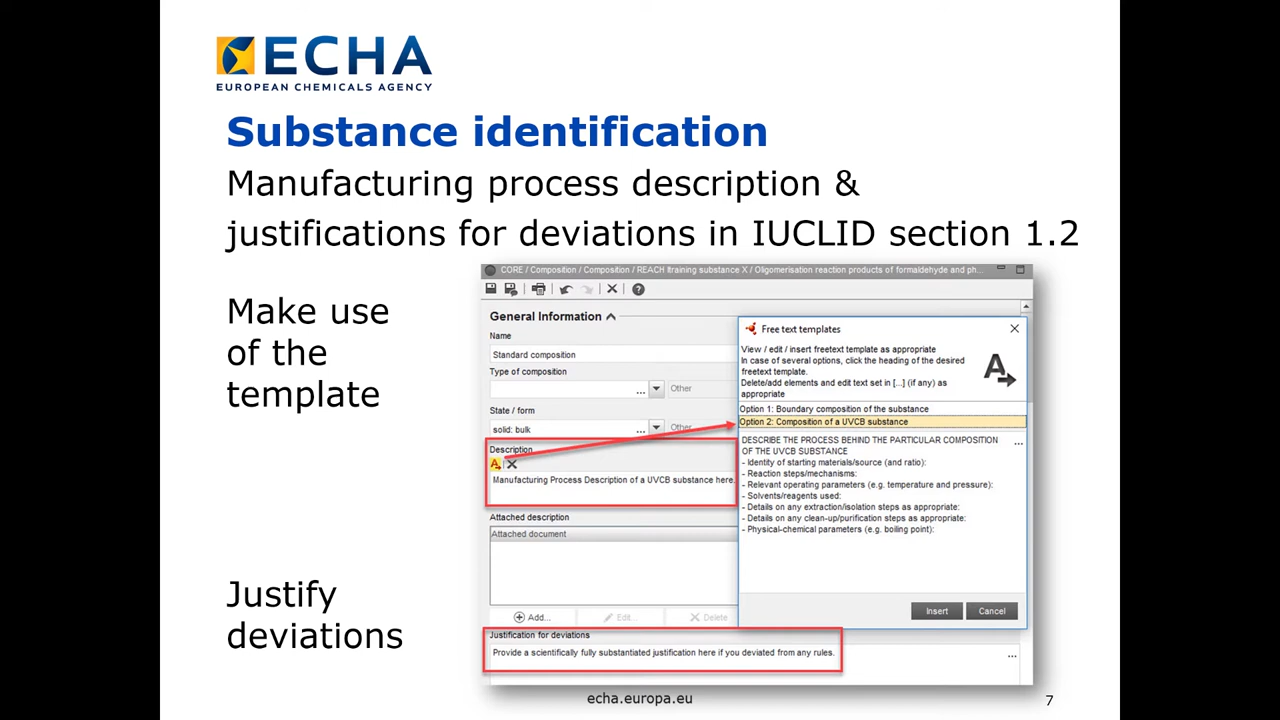 ECHA
EUROPEAN CHEMICALS AGENCY
Substance identification
Manufacturing process description &
justifications for deviations in IUCLID section 1.2
Make use
of the
template
Justify
deviations
CORE / Composition / Composition / REACH ltraining substance X / Oligomerisation reaction products of formaldehyde and ph...
General Information
Name
Standard composition
Type of composition
... Other
State / form
solid: bulk ... Other
Description
A
Manufacturing Process Description of a UVCB substance here.
Attached description
Attached document
Add... Edit... Delete
Justification for deviations
Provide a scientifically fully substantiated justification here if you deviated from any rules.
...
Free text templates
View / edit / insert freetext template as appropriate
In case of several options, click the heading of the desired
freetext template.
Delete/add elements and edit text set in [...] (if any) as
appropriate
A
Option 1: Boundary composition of the substance
Option 2: Composition of a UVCB substance
DESCRIBE THE PROCESS BEHIND THE PARTICULAR COMPOSITION ...
OF THE UVCB SUBSTANCE
- Identity of starting materials/source (and ratio):
- Reaction steps/mechanisms:
- Relevant operating parameters (e.g. temperature and pressure):
- Solvents/reagents used:
- Details on any extraction/isolation steps as appropriate:
- Details on any clean-up/purification steps as appropriate:
- Physical-chemical parameters (e.g. boiling point):
Insert Cancel
echa.europa.eu
7